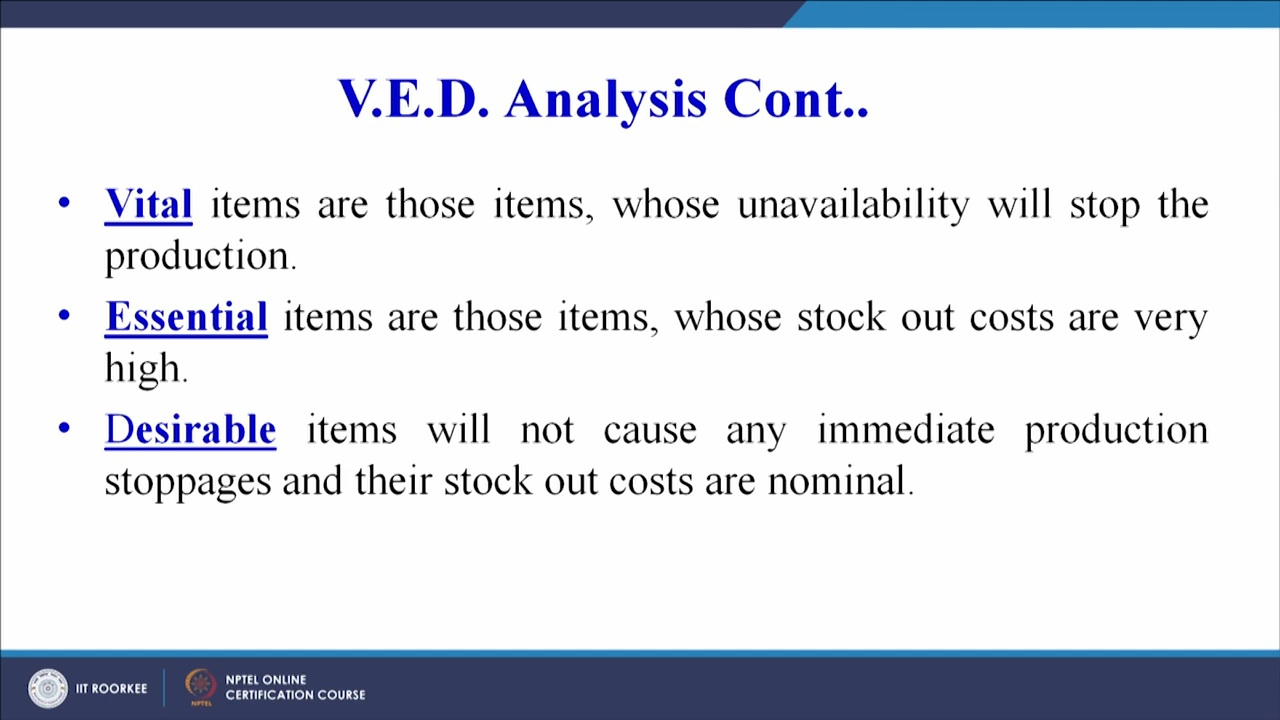 V.E.D. Analysis Cont..
• Vital items are those items, whose unavailability will stop the
production.
• Essential items are those items, whose stock out costs are very
high.
• Desirable items will not cause any immediate production
stoppages and their stock out costs are nominal.
IIT ROORKEE
NPTEL
NPTEL ONLINE
CERTIFICATION COURSE